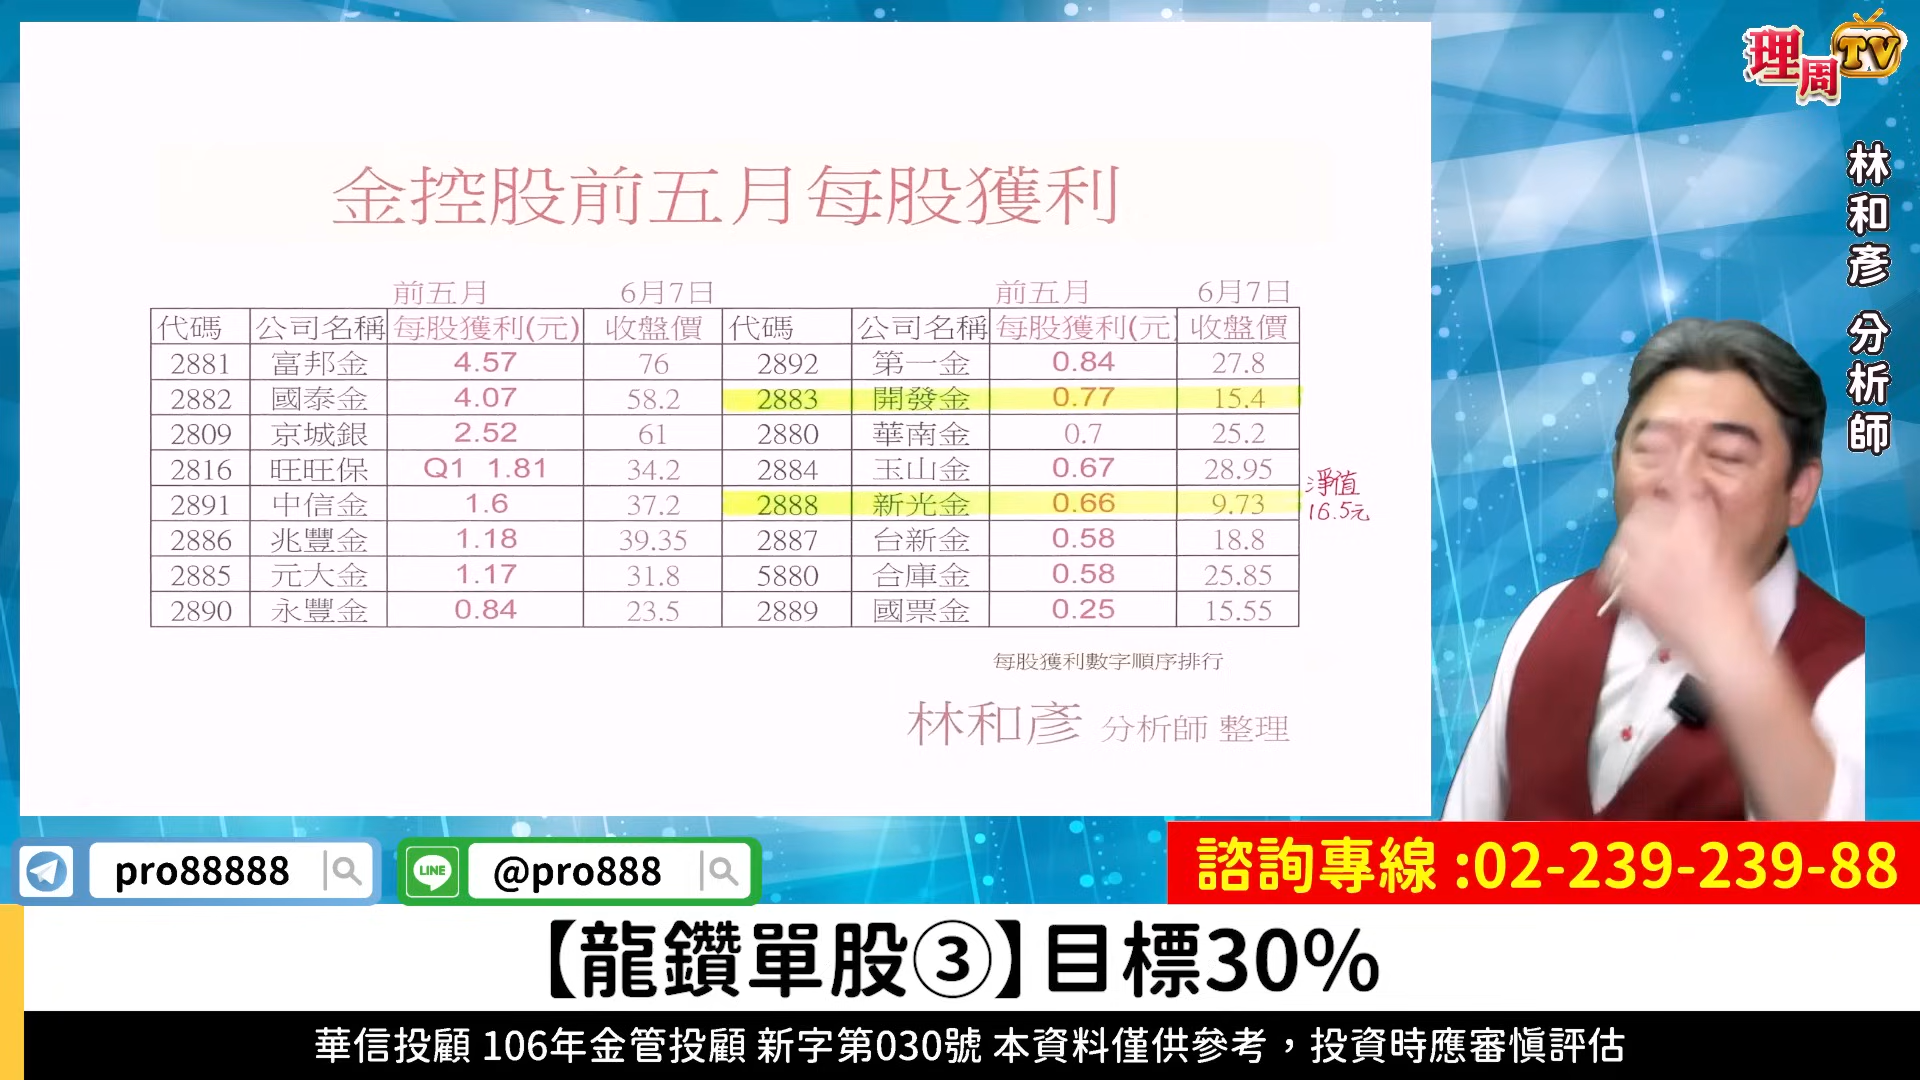 理周TV
林和彥 分析師
金控股前五月每股獲利
前五月 6月7日 前五月 6月7日
代碼 公司名稱 每股獲利(元) 收盤價 代碼 公司名稱 每股獲利(元) 收盤價
2881 富邦金 4.57 76 2892 第一金 0.84 27.8
2882 國泰金 4.07 58.2 2883 開發金 0.77 15.4
2809 京城銀 2.52 61 2880 華南金 0.7 25.2
2816 旺旺保 Q1 1.81 34.2 2884 玉山金 0.67 28.95
2891 中信金 1.6 37.2 2888 新光金 0.66 9.73
淨值
16.5元
2886 兆豐金 1.18 39.35 2887 台新金 0.58 18.8
2885 元大金 1.17 31.8 5880 合庫金 0.58 25.85
2890 永豐金 0.84 23.5 2889 國票金 0.25 15.55
每股獲利數字順序排行
林和彥 分析師 整理
pro88888
LINE @pro888
諮詢專線 :02-239-239-88
【龍鑽單股③】目標30%
華信投顧 106年金管投顧 新字第030號 本資料僅供參考，投資時應審慎評估